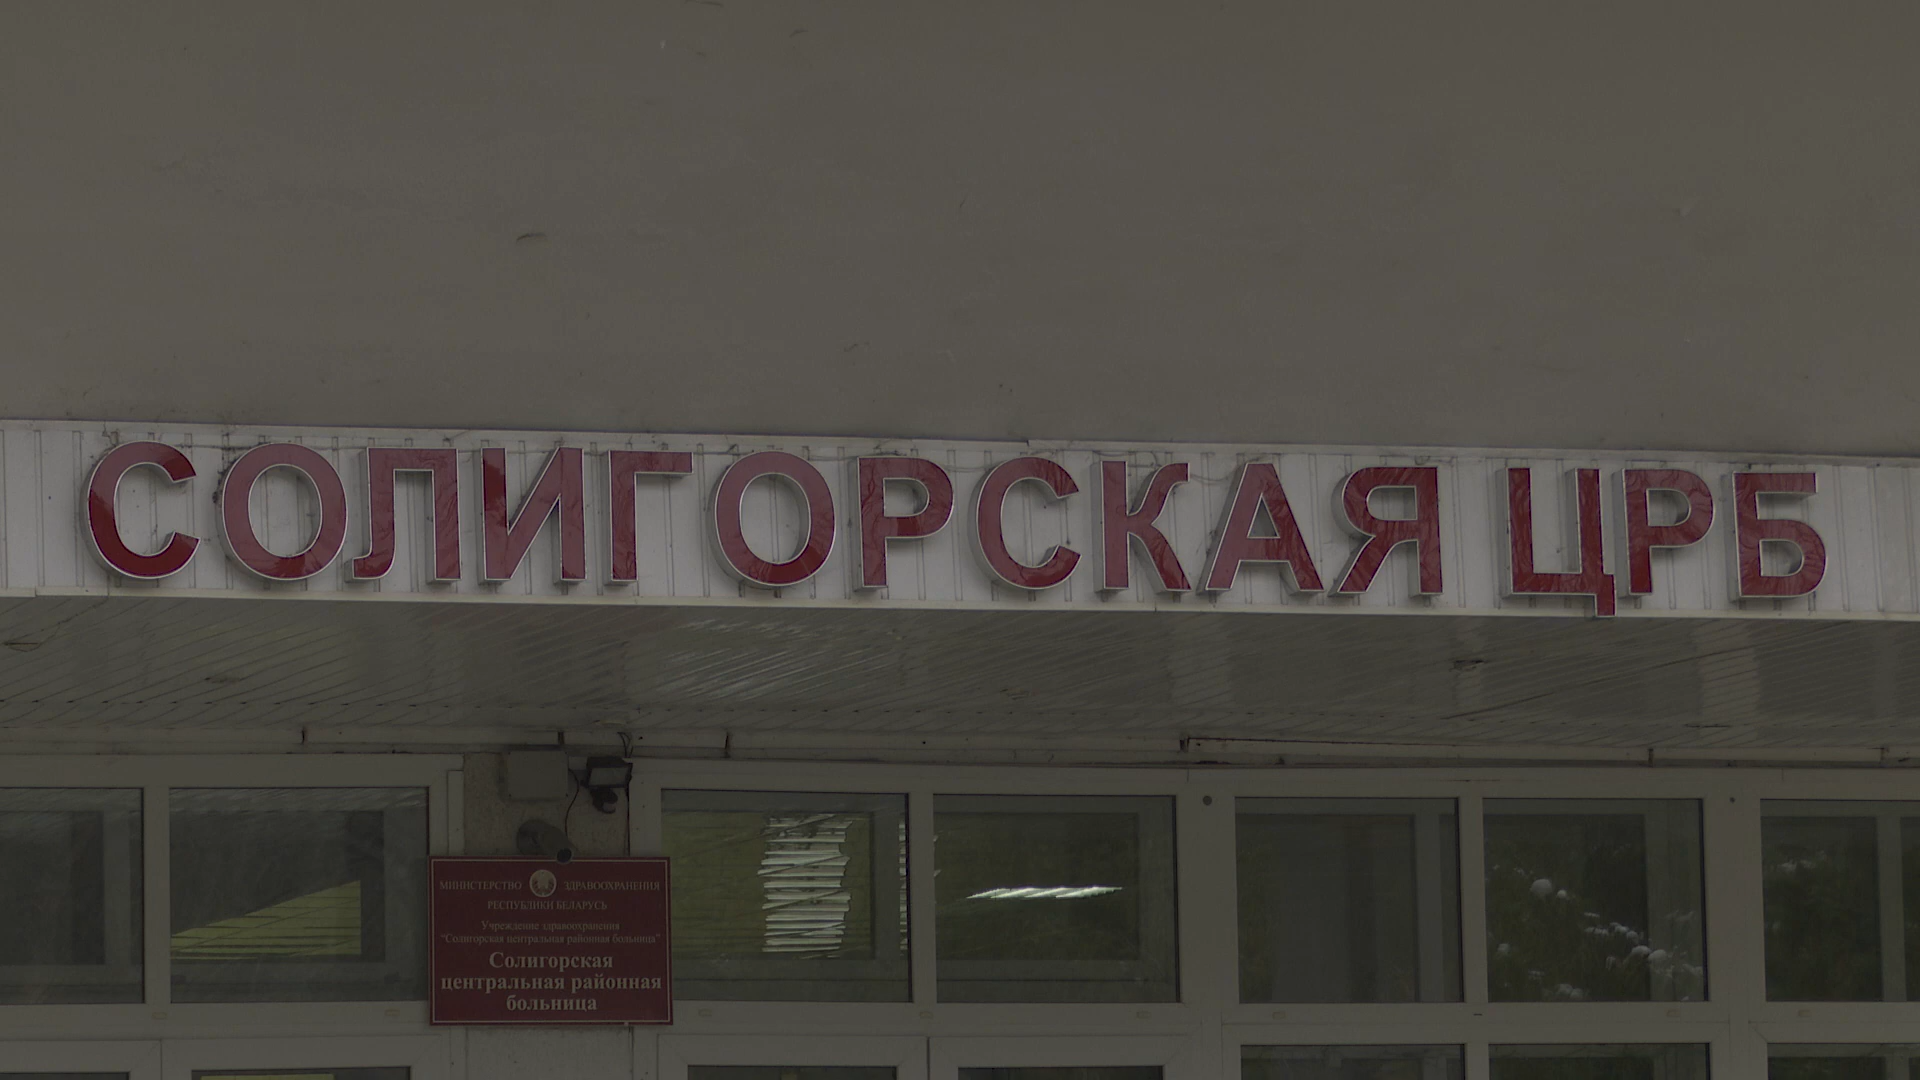 СОЛИГОРСКАЯ ЦРБ
МИНИСТЕРСТВО ЗДРАВООХРАНЕНИЯ
РЕСПУБЛИКИ БЕЛАРУСЬ
Учреждение здравоохранения
"Солигорская центральная районная больница"
Солигорская
центральная районная
больница